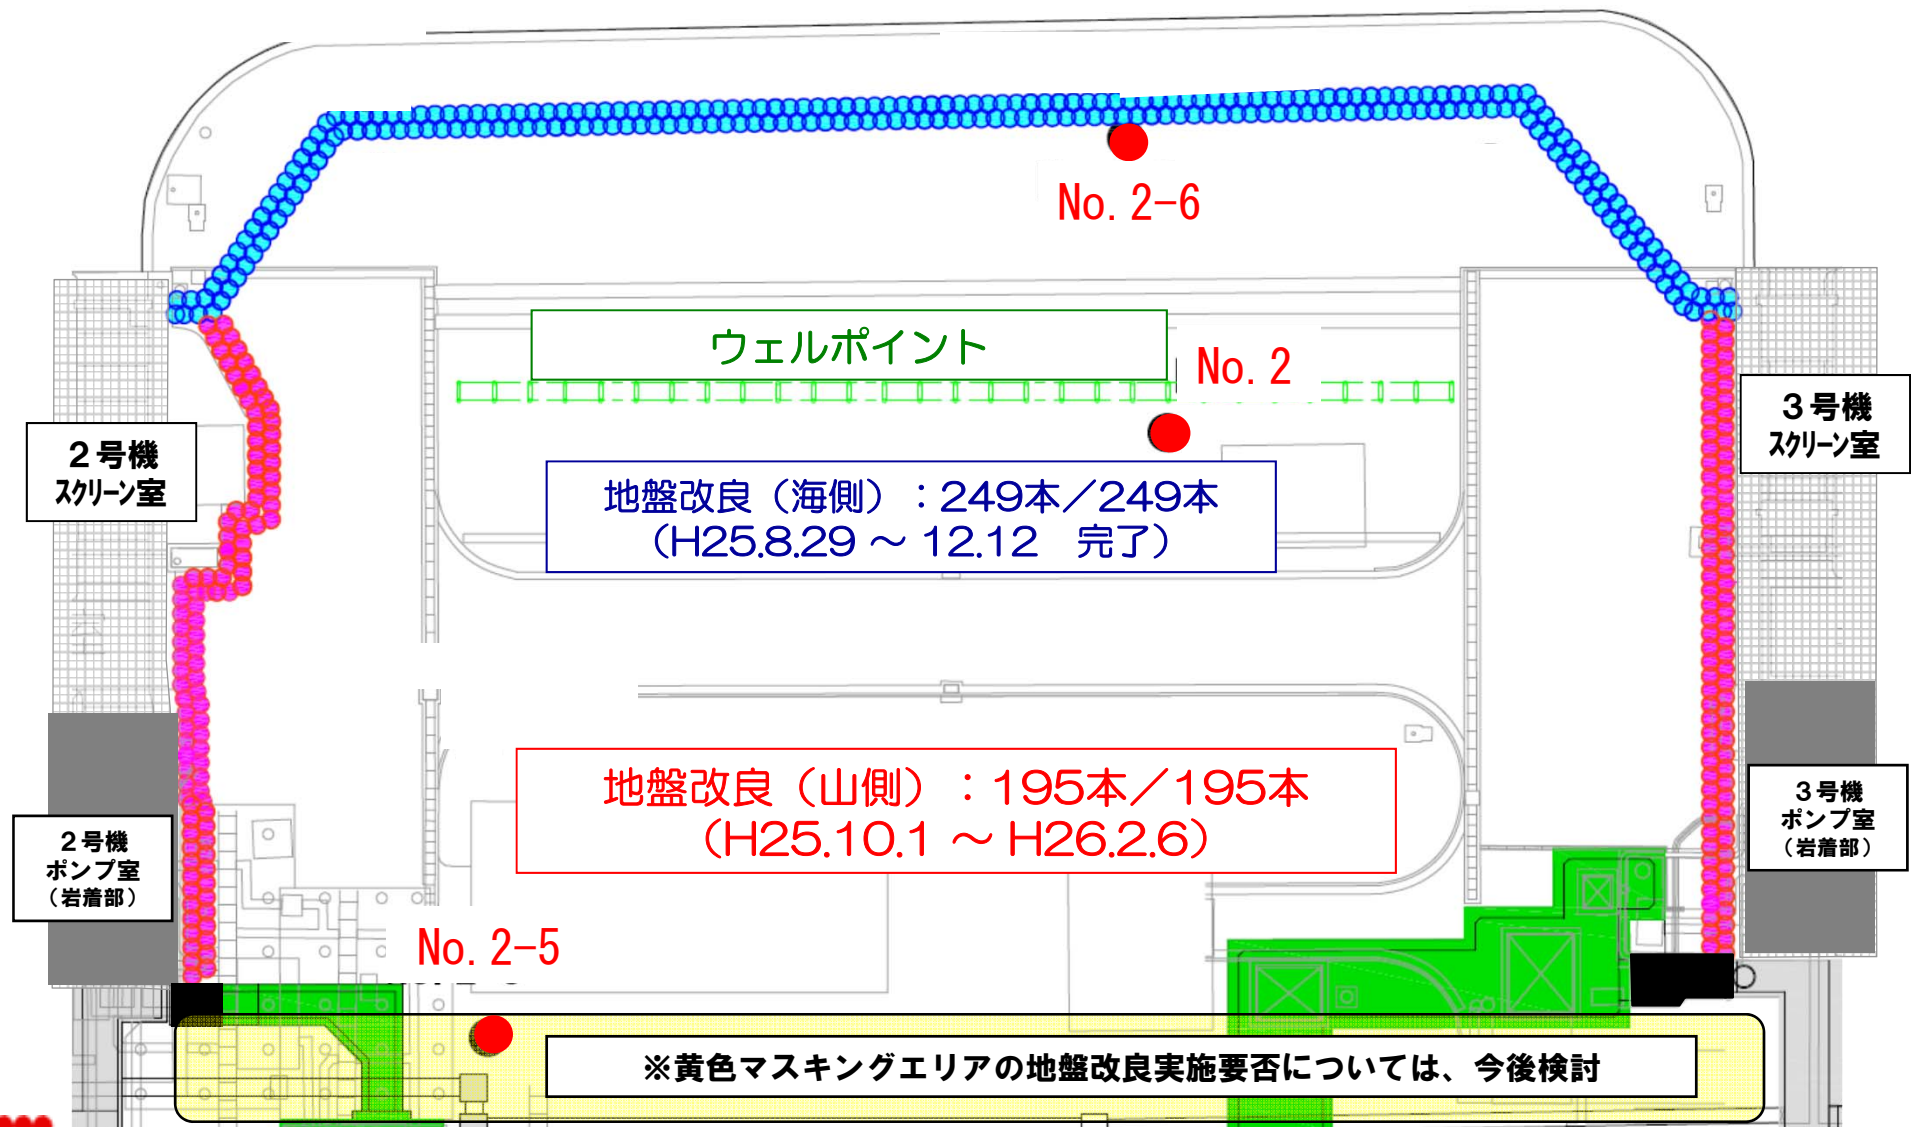 No. 2-6
ウェルポイント
No. 2
2号機
スクリーン室
3号機
スクリーン室
地盤改良（海側）：249本／249本
（H25.8.29 ～ 12.12　完了）
地盤改良（山側）：195本／195本
（H25.10.1 ～ H26.2.6）
2号機
ポンプ室
（岩着部）
3号機
ポンプ室
（岩着部）
No. 2-5
※黄色マスキングエリアの地盤改良実施要否については、今後検討